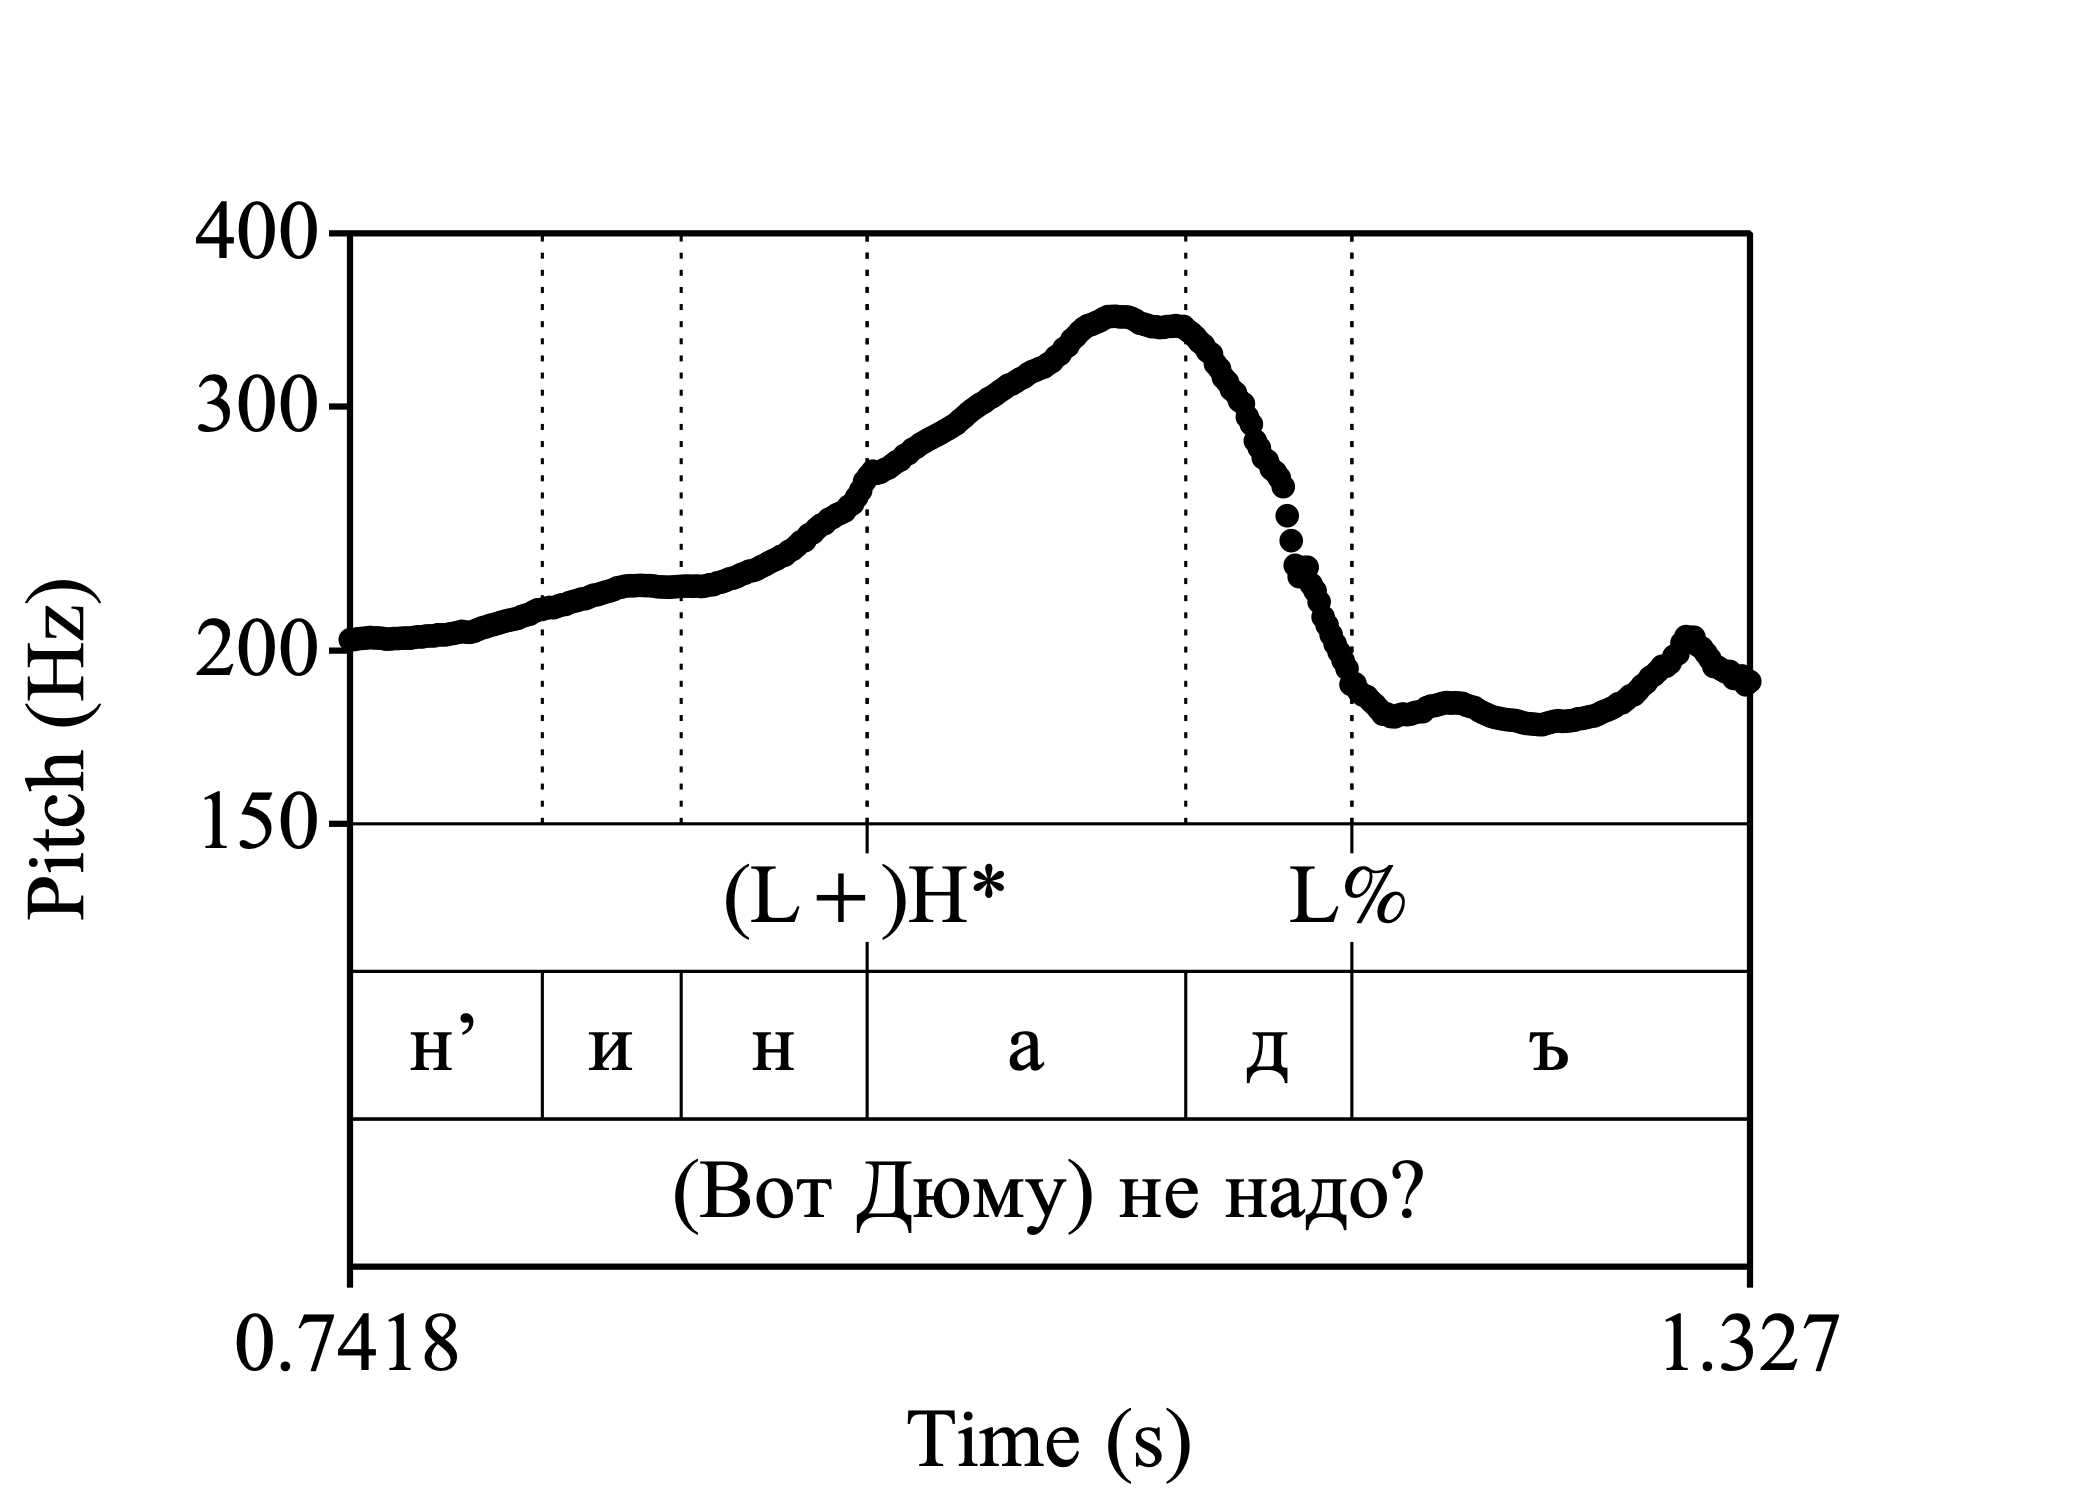 400
300
200
150
Pitch (Hz)
(L+)H* L%
н’ и н а д ъ
(Вот Дюму) не надо?
0.7418 1.327
Time (s)